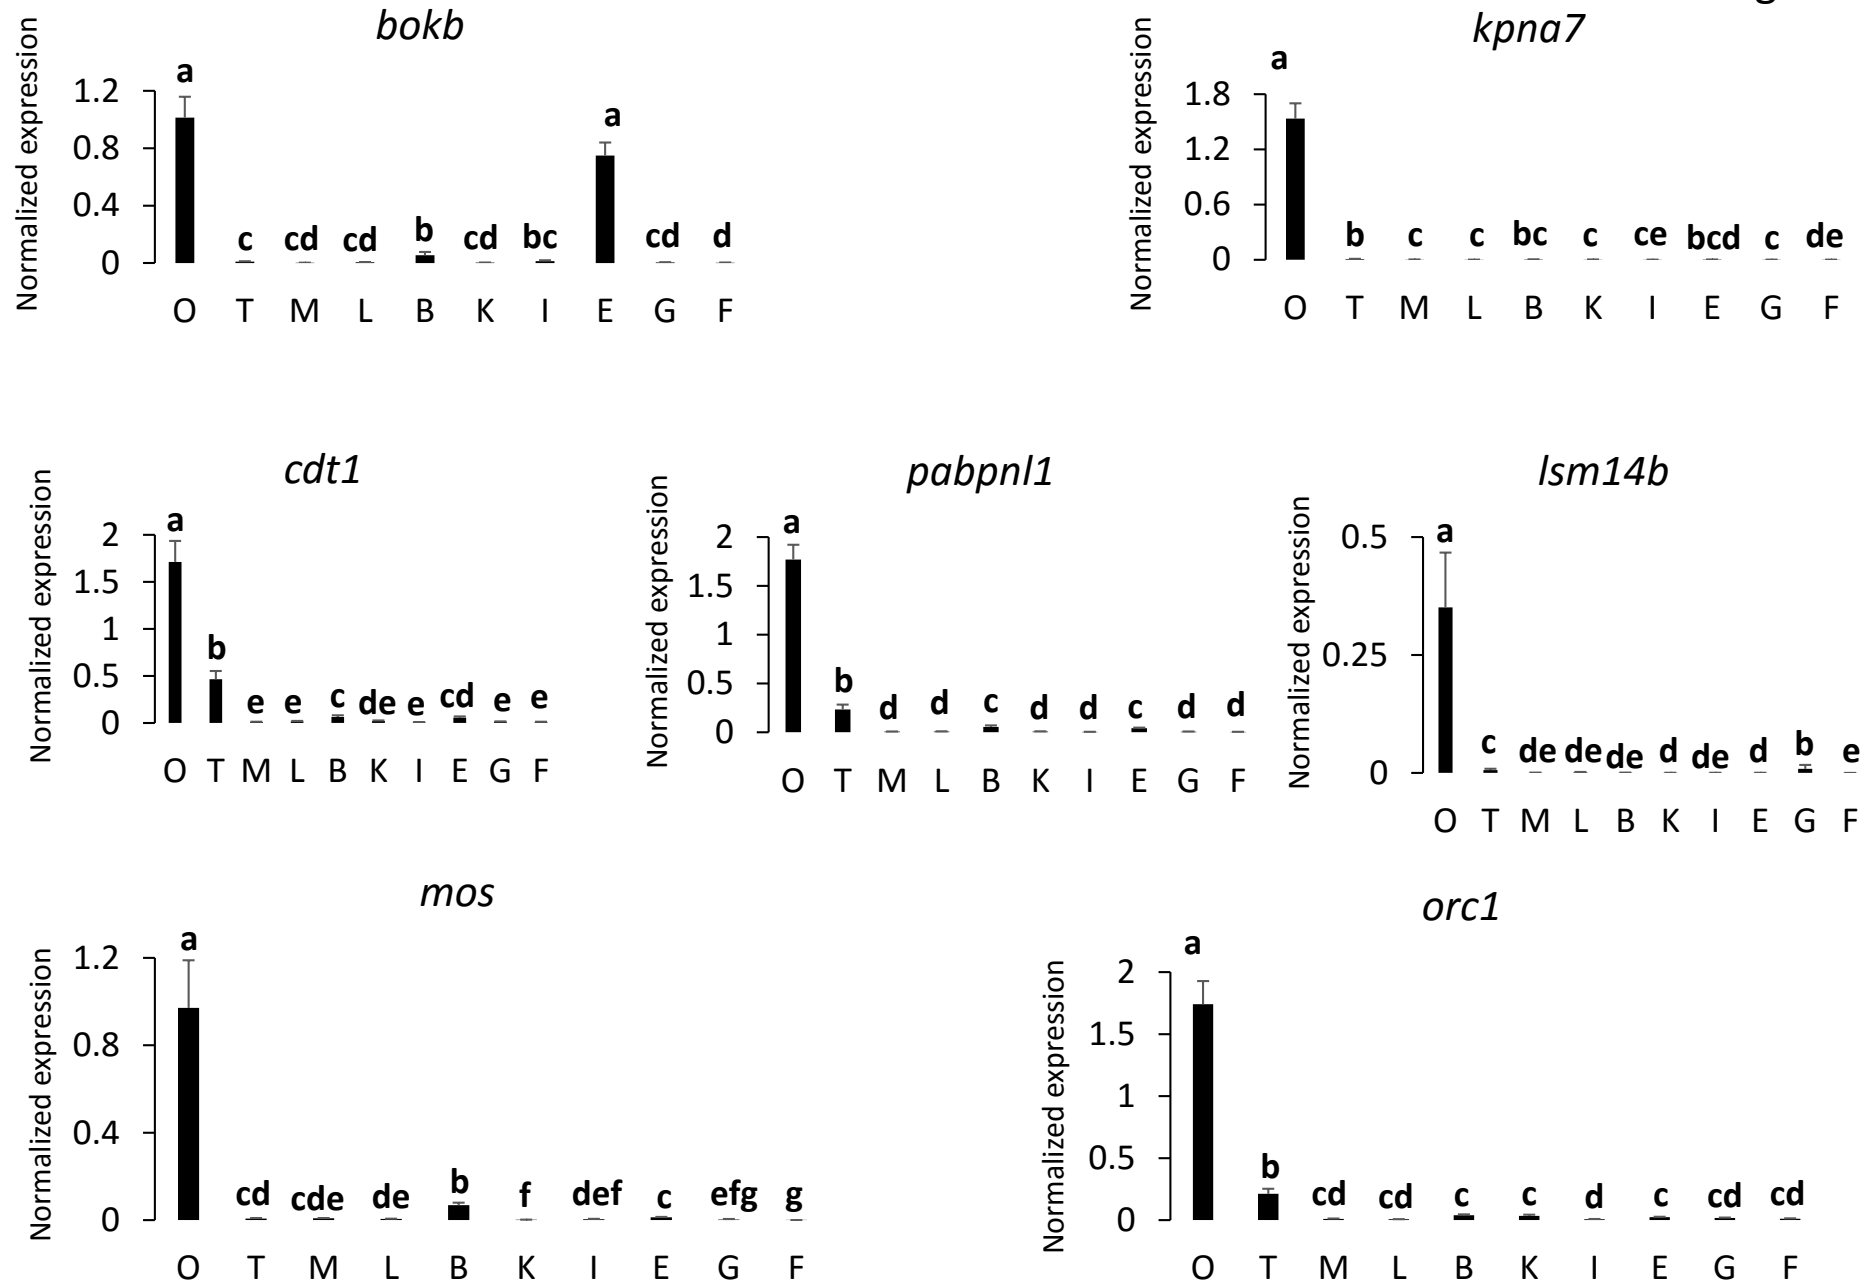 g
bokb
Normalized expression
1.2
0.8
0.4
0
a c cd cd b cd bc a cd d
O T M L B K I E G F
kpna7
Normalized expression
1.8
1.2
0.6
0
a b c c bc c ce bcd c de
O T M L B K I E G F
cdt1
Normalized expression
2
1.5
1
0.5
0
a b e e c de e cd e e
O T M L B K I E G F
pabpnl1
Normalized expression
2
1.5
1
0.5
0
a b d d c d d c d d
O T M L B K I E G F
lsm14b
Normalized expression
0.5
0.25
0
a c de de de d de d b e
O T M L B K I E G F
mos
Normalized expression
1.2
0.8
0.4
0
a cd cde de b f def c efg g
O T M L B K I E G F
orc1
Normalized expression
2
1.5
1
0.5
0
a b cd cd c c d c cd cd
O T M L B K I E G F